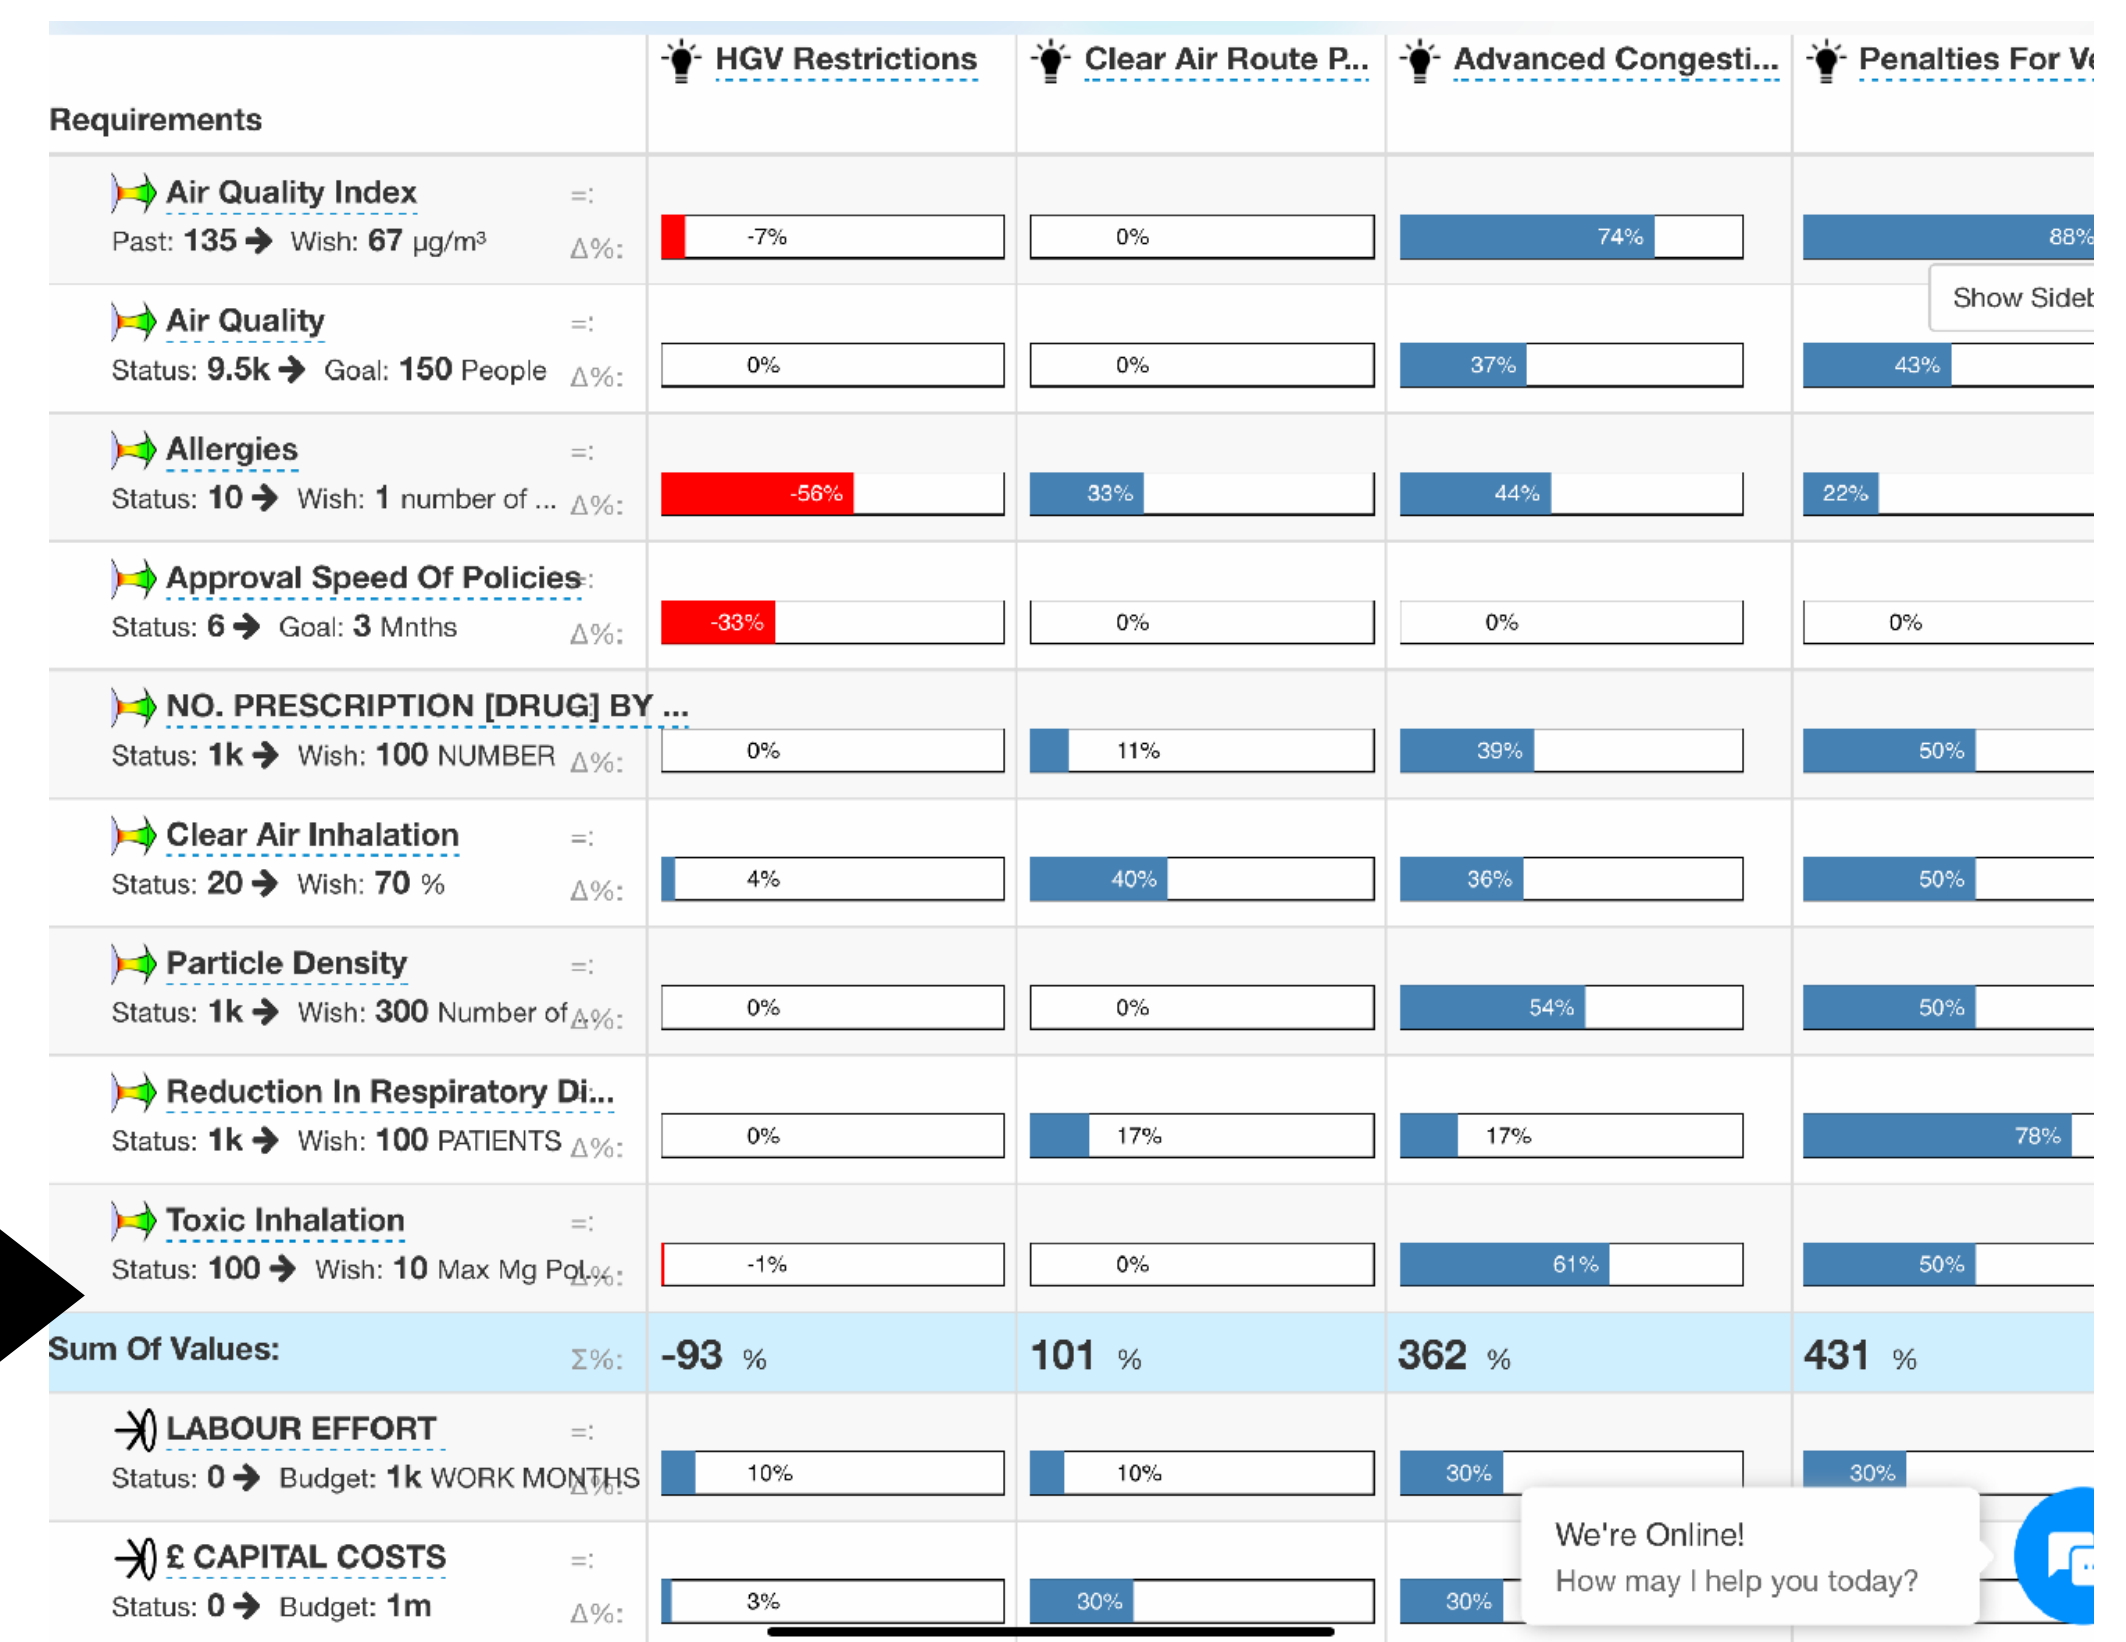 HGV Restrictions Clear Air Route P... Advanced Congesti... Penalties For Ve
Requirements
Air Quality Index =:
Past: 135 → Wish: 67 µg/m³ Δ%: -7% 0% 74% 88%
Show Sideb
Air Quality =:
Status: 9.5k → Goal: 150 People Δ%: 0% 0% 37% 43%
Allergies =:
Status: 10 → Wish: 1 number of ... Δ%: -56% 33% 44% 22%
Approval Speed Of Policies =:
Status: 6 → Goal: 3 Mnths Δ%: -33% 0% 0% 0%
NO. PRESCRIPTION [DRUG] BY ...
Status: 1k → Wish: 100 NUMBER Δ%: 0% 11% 39% 50%
Clear Air Inhalation =:
Status: 20 → Wish: 70 % Δ%: 4% 40% 36% 50%
Particle Density =:
Status: 1k → Wish: 300 Number of... Δ%: 0% 0% 54% 50%
Reduction In Respiratory Di...
Status: 1k → Wish: 100 PATIENTS Δ%: 0% 17% 17% 78%
Toxic Inhalation =:
Status: 100 → Wish: 10 Max Mg Pol... Δ%: -1% 0% 61% 50%
Sum Of Values: Σ%: -93 % 101 % 362 % 431 %
LABOUR EFFORT =:
Status: 0 → Budget: 1k WORK MONTHS Δ%: 10% 10% 30% 30%
£ CAPITAL COSTS =:
Status: 0 → Budget: 1m Δ%: 3% 30% 30%
We're Online!
How may I help you today?